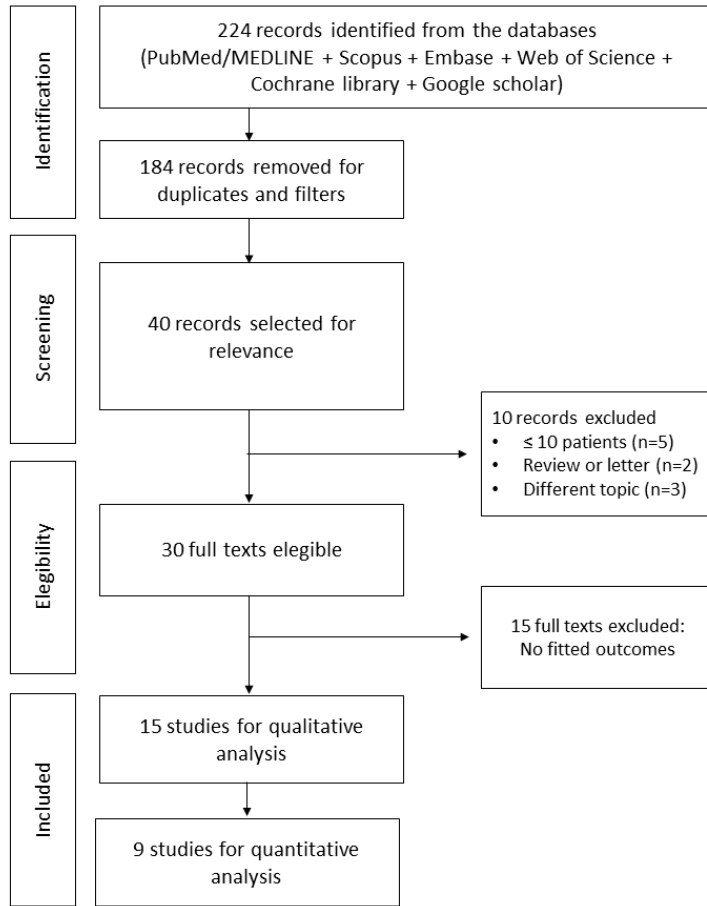 Identification
224 records identified from the databases
(PubMed/MEDLINE + Scopus + Embase + Web of Science +
Cochrane library + Google scholar)
184 records removed for
duplicates and filters
Screening
40 records selected for
relevance
10 records excluded
• ≤ 10 patients (n=5)
• Review or letter (n=2)
• Different topic (n=3)
Elegibility
30 full texts elegible
15 full texts excluded:
No fitted outcomes
Included
15 studies for qualitative
analysis
9 studies for quantitative
analysis